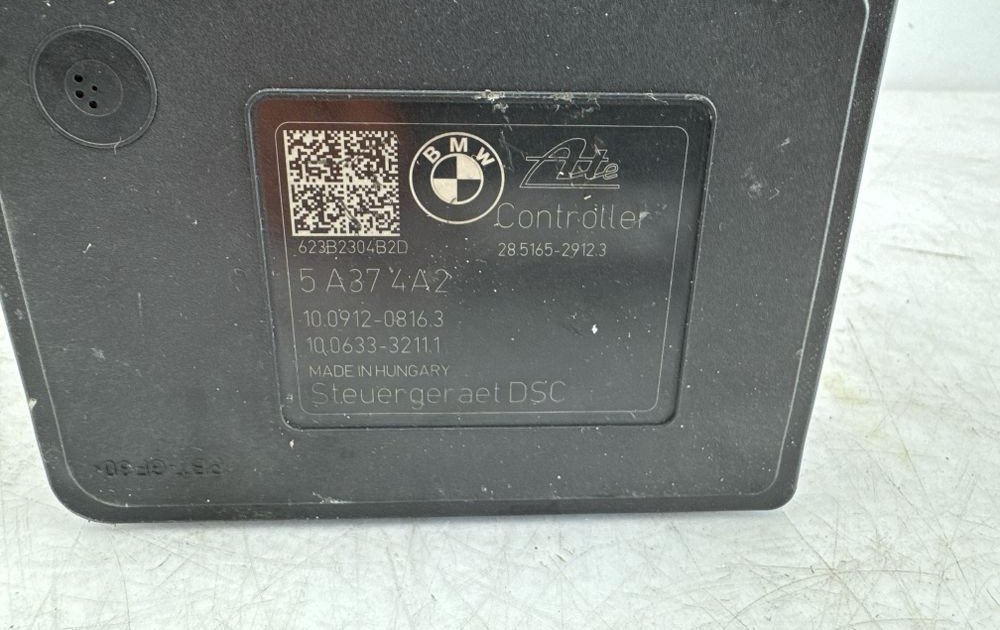 BMW
Ate
Controller
623B2304B2D
28.5165-2912.3
5 A37 4A2
10.0912-0816.3
10.0633-3211.1
MADE IN HUNGARY
Steuergeraet DSC